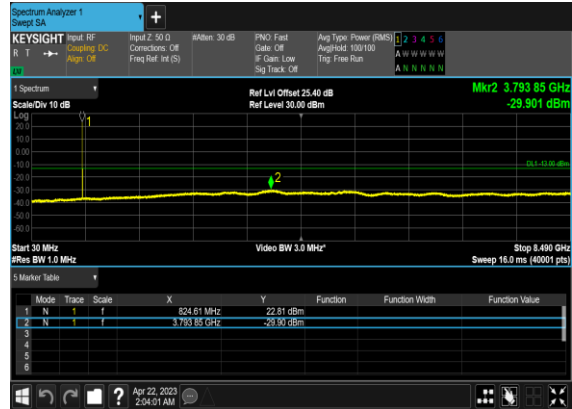 Spectrum Analyzer 1
Swept SA
+
KEYSIGHT Input: RF Input Z: 50 Ω #Atten: 30 dB PNO: Fast Avg Type: Power (RMS) 1 2 3 4 5 6
R T Coupling: DC Corrections: Off Gate: Off Avg|Hold: 100/100 A W W W W W
Align: Off Freq Ref: Int (S) IF Gain: Low Trig: Free Run
Sig Track: Off A N N N N N
1 Spectrum Ref Lvl Offset 25.40 dB Mkr2 3.793 85 GHz
Scale/Div 10 dB Ref Level 30.00 dBm -29.901 dBm
Log
20.0
10.0
0.00
-10.0
-20.0
-30.0
-40.0
-50.0
-60.0
1
2
DL1 -13.00 dBm
Start 30 MHz Video BW 3.0 MHz* Stop 8.490 GHz
#Res BW 1.0 MHz Sweep 16.0 ms (40001 pts)
5 Marker Table
Mode Trace Scale X Y Function Function Width Function Value
1 N 1 f 824.61 MHz 22.81 dBm
2 N 1 f 3.793 85 GHz -29.90 dBm
3
4
5
6
? Apr 22, 2023
2:04:01 AM